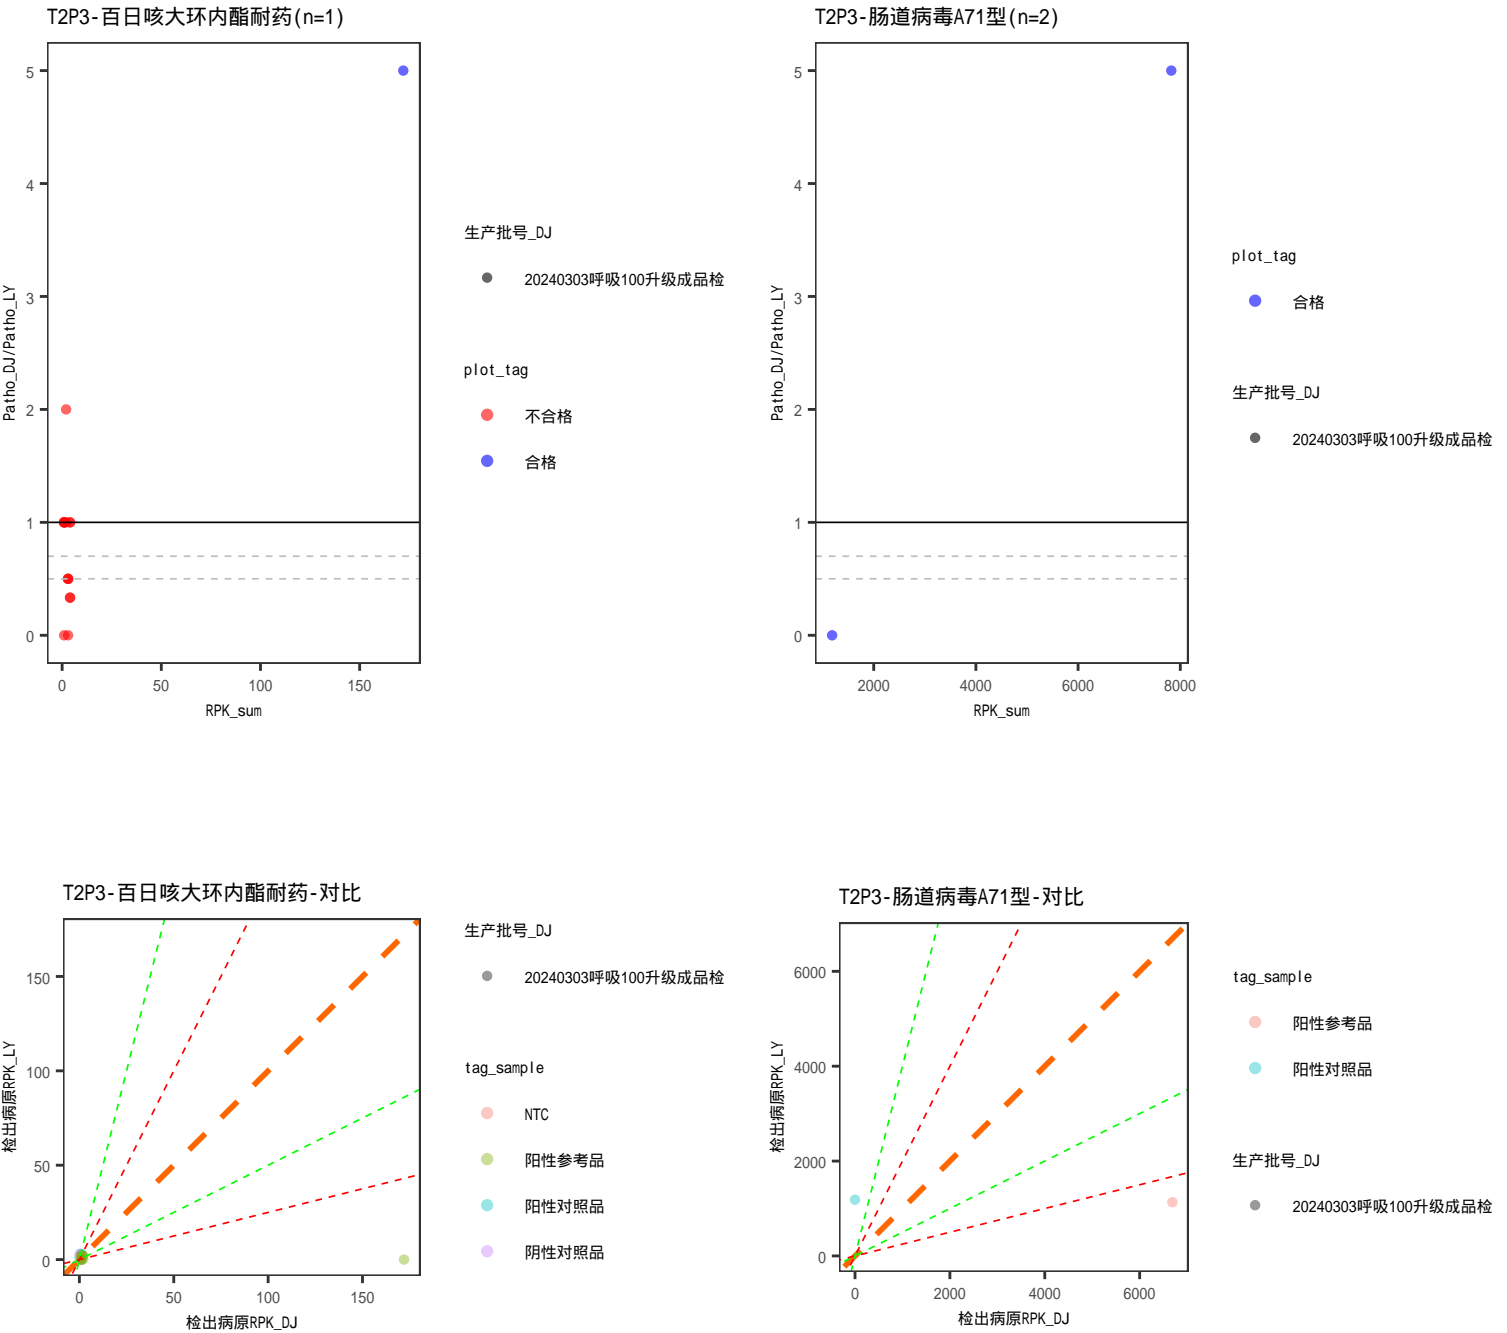 T2P3-百日咳大环内酯耐药(n=1)
5
4
3
2
1
0
Patho_DJ/Patho_LY
0
50
100
150
RPK_sum
生产批号_DJ
20240303呼吸100升级成品检
plot_tag
不合格
合格
T2P3-肠道病毒A71型(n=2)
5
4
3
2
1
0
Patho_DJ/Patho_LY
2000
4000
6000
8000
RPK_sum
plot_tag
合格
生产批号_DJ
20240303呼吸100升级成品检
T2P3-百日咳大环内酯耐药-对比
150
100
50
0
检出病原RPK_LY
0
50
100
150
检出病原RPK_DJ
生产批号_DJ
20240303呼吸100升级成品检
tag_sample
NTC
阳性参考品
阳性对照品
阴性对照品
T2P3-肠道病毒A71型-对比
6000
4000
2000
0
检出病原RPK_LY
0
2000
4000
6000
检出病原RPK_DJ
tag_sample
阳性参考品
阳性对照品
生产批号_DJ
20240303呼吸100升级成品检